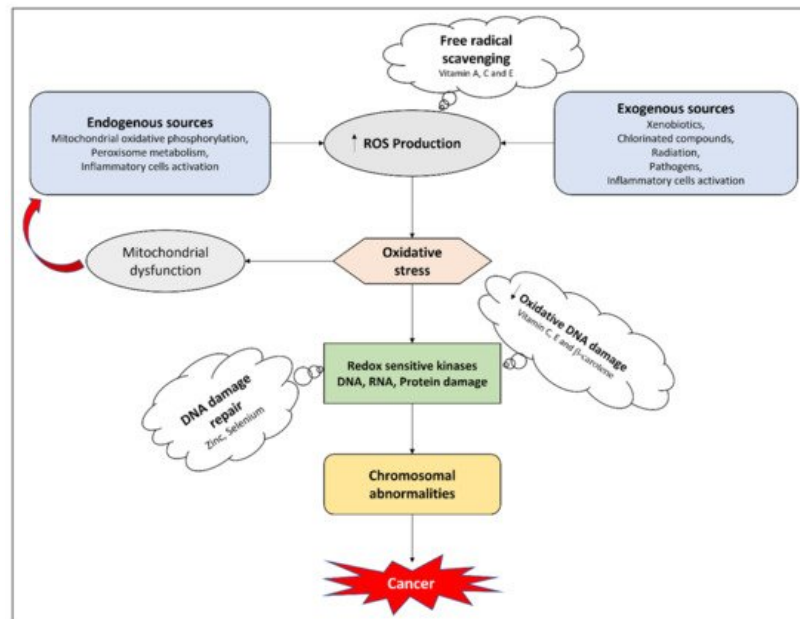 Free radical
scavenging
Vitamin A, C and E
Endogenous sources
Mitochondrial oxidative phosphorylation,
Peroxisome metabolism,
Inflammatory cells activation
↑ ROS Production
Exogenous sources
Xenobiotics,
Chlorinated compounds,
Radiation,
Pathogens,
Inflammatory cells activation
Mitochondrial
dysfunction
Oxidative
stress
↓ Oxidative DNA damage
Vitamin C, E and β-carotene
Redox sensitive kinases
DNA, RNA, Protein damage
DNA damage
repair
Zinc, Selenium
Chromosomal
abnormalities
Cancer